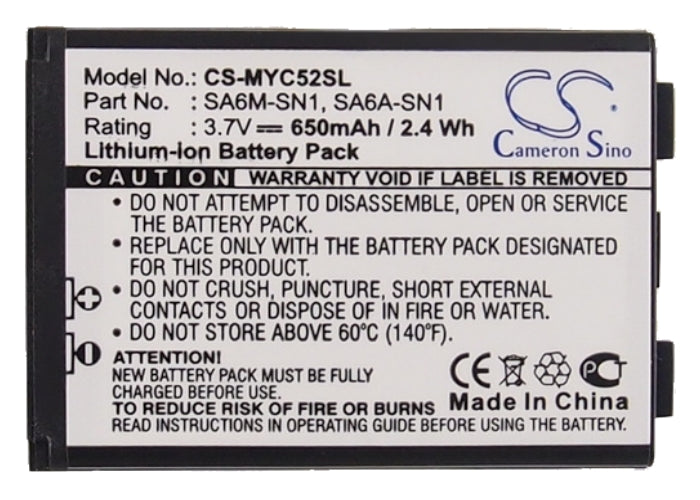 Model No.: CS-MYC52SL
Part No. : SA6M-SN1, SA6A-SN1
Rating : 3.7V 650mAh / 2.4 Wh
Lithium-ion Battery Pack
CS
Cameron Sino
CAUTION WARRANTY VOID IF LABEL IS REMOVED
• DO NOT ATTEMPT TO DISASSEMBLE, OPEN OR SERVICE
THE BATTERY PACK.
• REPLACE ONLY WITH THE BATTERY PACK DESIGNATED
FOR THIS PRODUCT.
• DO NOT CRUSH, PUNCTURE, SHORT EXTERNAL
CONTACTS OR DISPOSE OF IN FIRE OR WATER.
• DO NOT STORE ABOVE 60°C (140°F).
ATTENTION!
NEW BATTERY PACK MUST BE FULLY
CHARGED BEFORE USE.
TO REDUCE RISK OF FIRE OR BURNS
READ INSTRUCTIONS IN OPERATING GUIDE BEFORE USING THE BATTERY.
CE PCT
Made In China